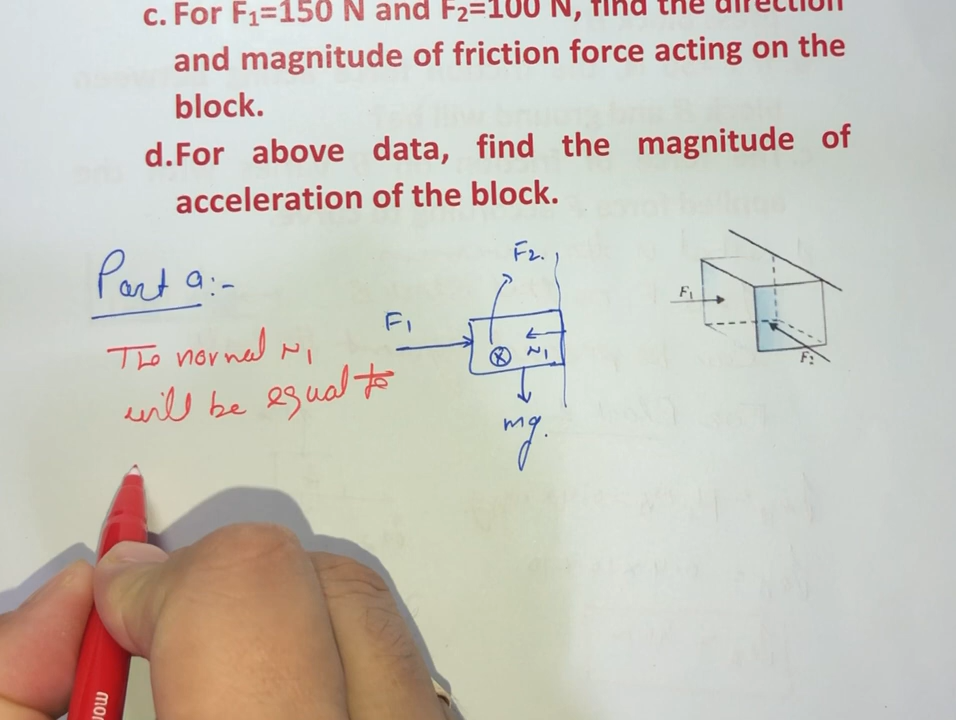 c. For F₁=150 N and F₂=100 N, find the direction
and magnitude of friction force acting on the
block.
d.For above data, find the magnitude of
acceleration of the block.
Part a:-
The normal N₁
will be equal to
F₁
F₂.
N₁
mg.
F₁
F₂